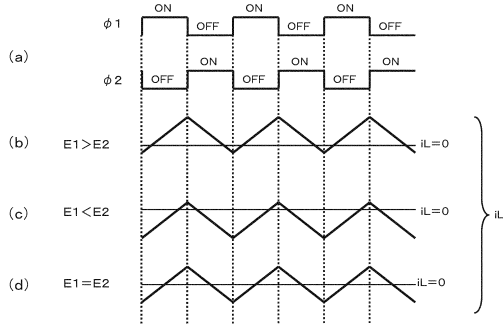 ON ON ON
φ1 OFF OFF OFF
(a)
ON ON ON
φ2 OFF OFF OFF
(b) E1>E2 iL=0
(c) E1<E2 iL=0
iL
(d) E1=E2 iL=0